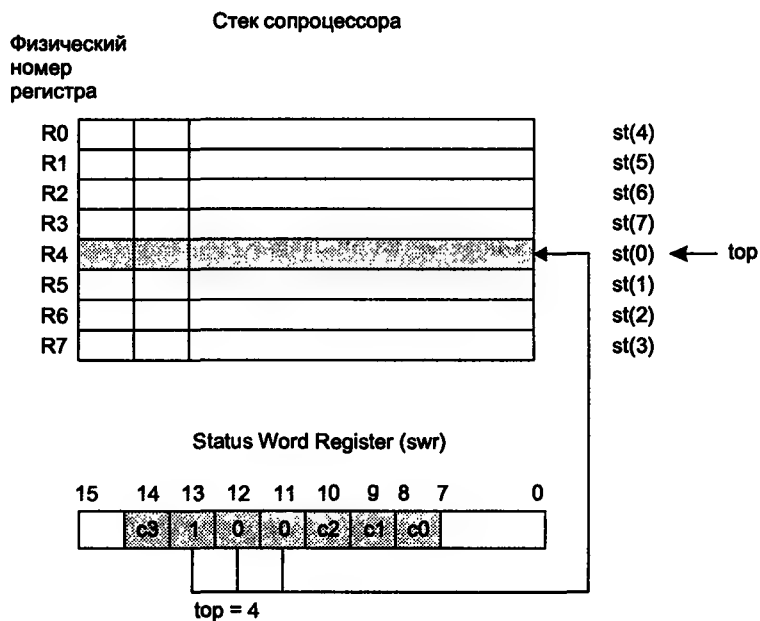 Стек сопроцессора
Физический
номер
регистра
R0 st(4)
R1 st(5)
R2 st(6)
R3 st(7)
R4 st(0) top
R5 st(1)
R6 st(2)
R7 st(3)
Status Word Register (swr)
15 14 13 12 11 10 9 8 7 0
c3 1 0 0 c2 c1 c0
top = 4